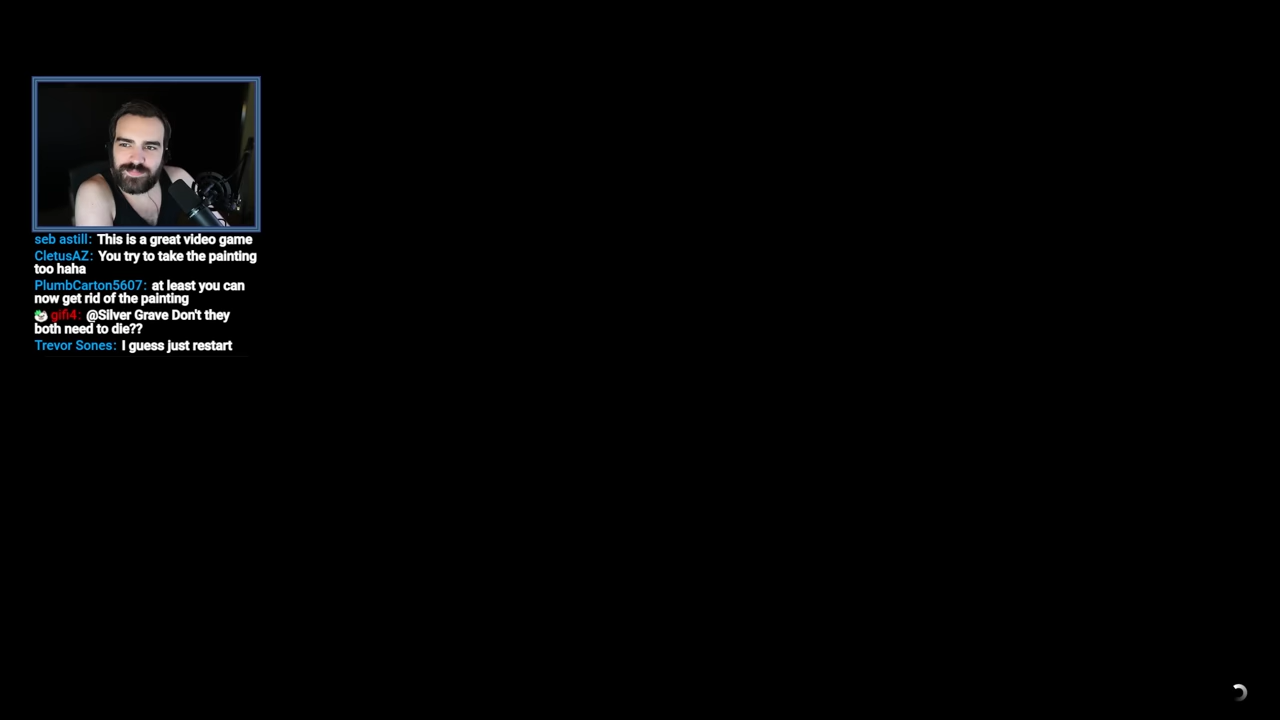 seb astill: This is a great video game
CletusAZ: You try to take the painting
too haha
PlumbCarton5607: at least you can
now get rid of the painting
gifi4: @Silver Grave Don't they
both need to die??
Trevor Sones: I guess just restart